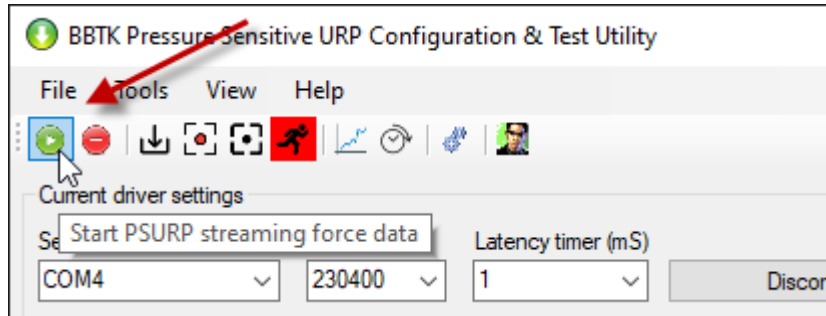 BBTK Pressure Sensitive URP Configuration & Test Utility
File Tools View Help
Current driver settings
Start PSURP streaming force data
Latency timer (mS)
COM4 230400 1 Discon